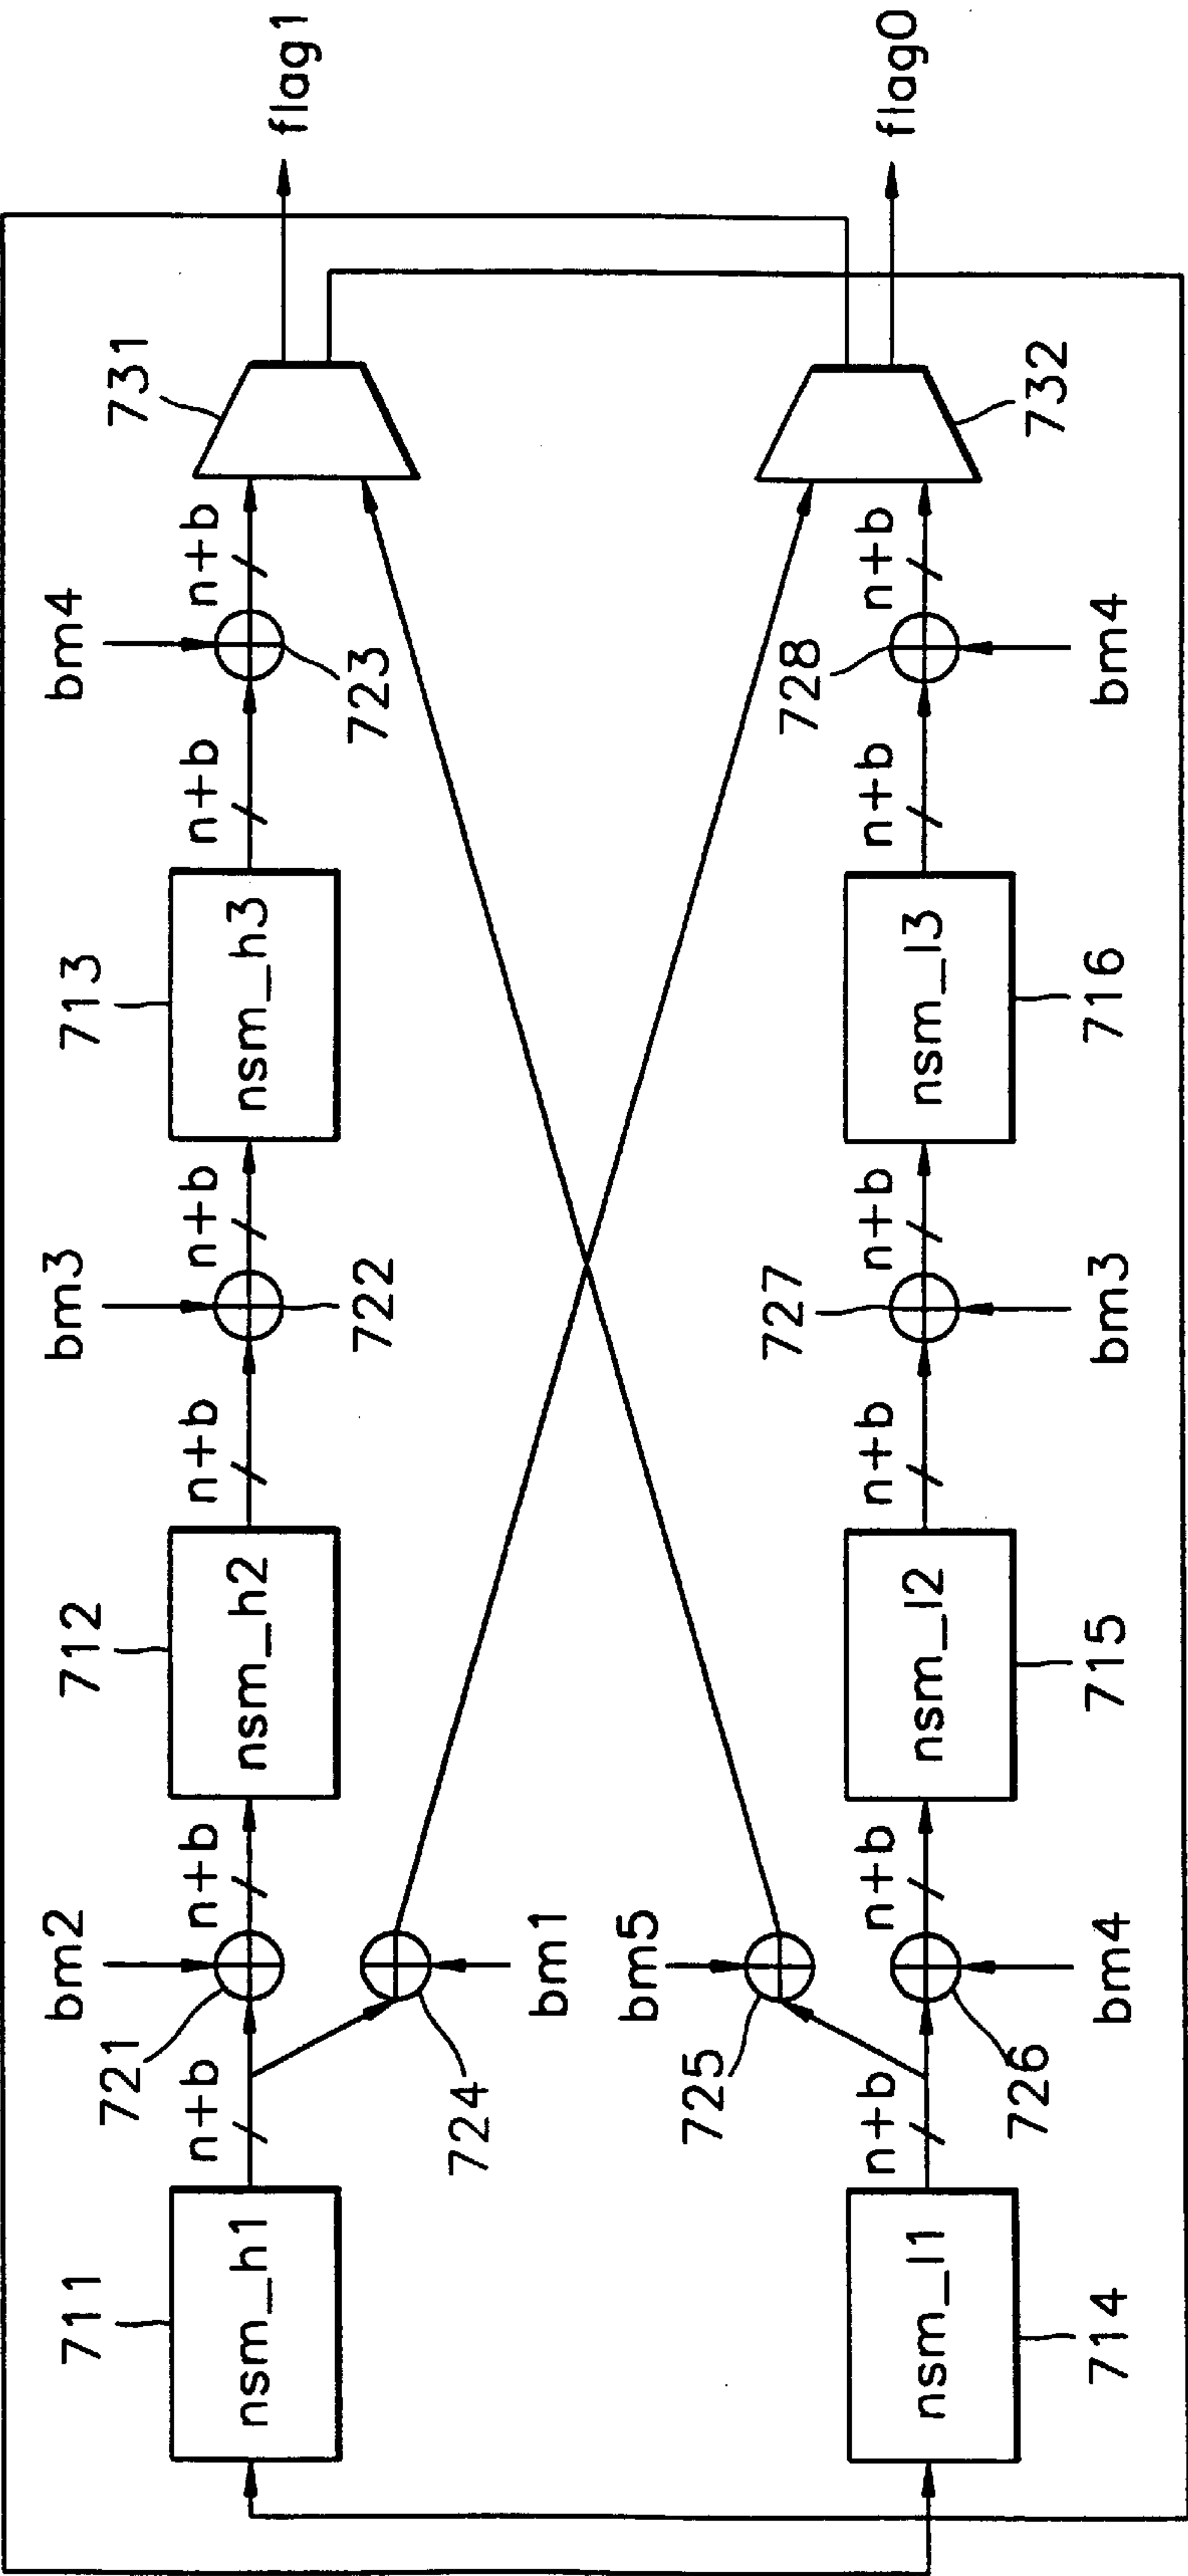 flag1
flag0
731
732
n+b
n+b
bm4
723
728
bm4
n+b
n+b
nsm_h3
713
nsm_l3
716
n+b
n+b
bm3
722
727
bm3
n+b
n+b
nsm_h2
712
nsm_l2
715
n+b
n+b
bm2
721
bm1
724
bm5
725
bm4
726
n+b
n+b
nsm_h1
711
nsm_l1
714